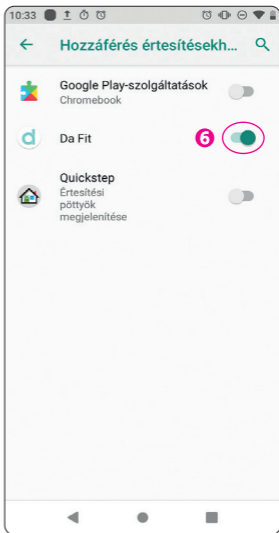 10:33
Hozzáférés értesítésekh...
Google Play-szolgáltatások
Chromebook
d
Da Fit
6
Quickstep
Értesítési
pöttyök
megjelenítése